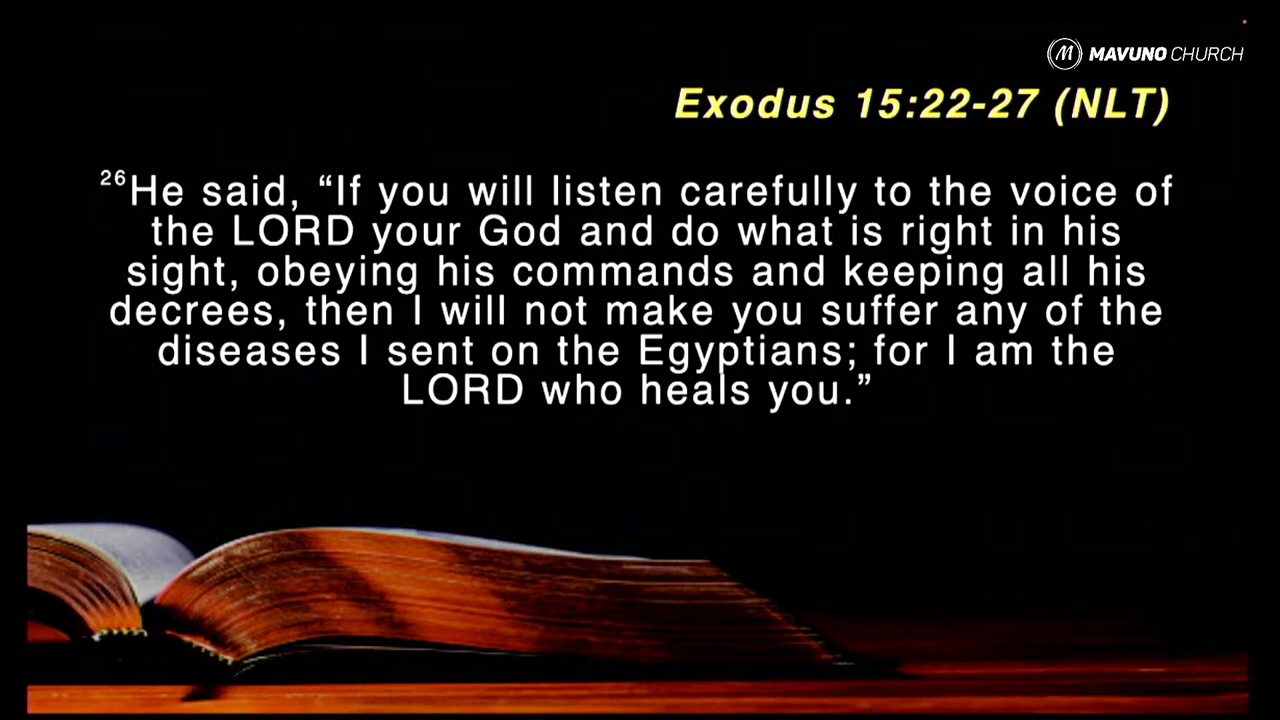 M MAVUNO CHURCH
Exodus 15:22-27 (NLT)
26He said, “If you will listen carefully to the voice of
the LORD your God and do what is right in his
sight, obeying his commands and keeping all his
decrees, then I will not make you suffer any of the
diseases I sent on the Egyptians; for I am the
LORD who heals you.”